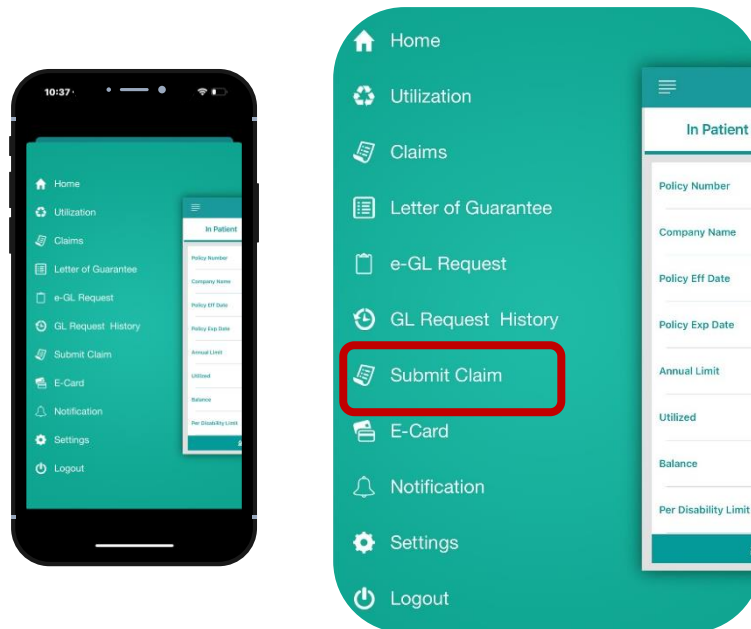 10:37
Home
Utilization
Claims
Letter of Guarantee
e-GL Request
GL Request History
Submit Claim
E-Card
Notification
Settings
Logout
In Patient
Policy Number
Company Name
Policy Eff Date
Policy Exp Date
Annual Limit
Utilized
Balance
Per Disability Limit
Home
Utilization
Claims
Letter of Guarantee
e-GL Request
GL Request History
Submit Claim
E-Card
Notification
Settings
Logout
In Patient
Policy Number
Company Name
Policy Eff Date
Policy Exp Date
Annual Limit
Utilized
Balance
Per Disability Limit